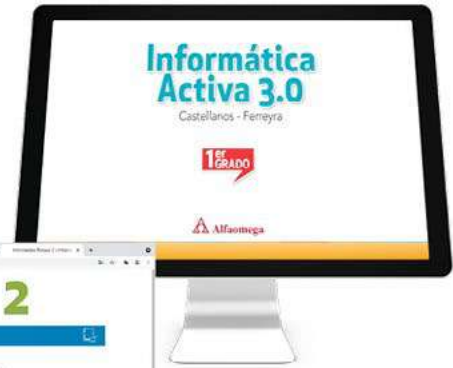 Informática
Activa 3.0
Castellanos - Ferreyra
1er GRADO
Alfaomega
2